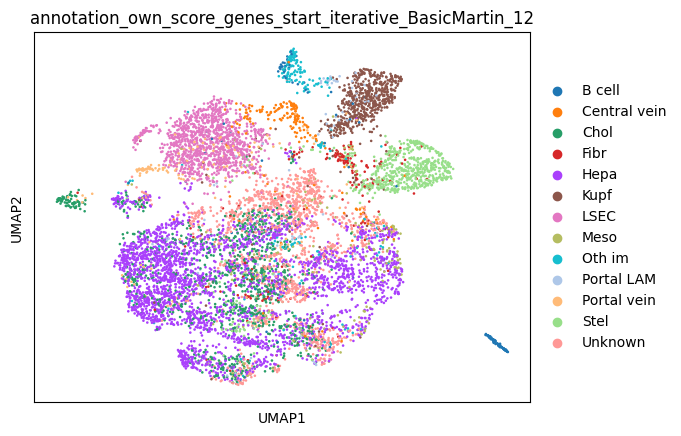 annotation_own_score_genes_start_iterative_BasicMartin_12
UMAP2
UMAP1
B cell
Central vein
Chol
Fibr
Hepa
Kupf
LSEC
Meso
Oth im
Portal LAM
Portal vein
Stel
Unknown